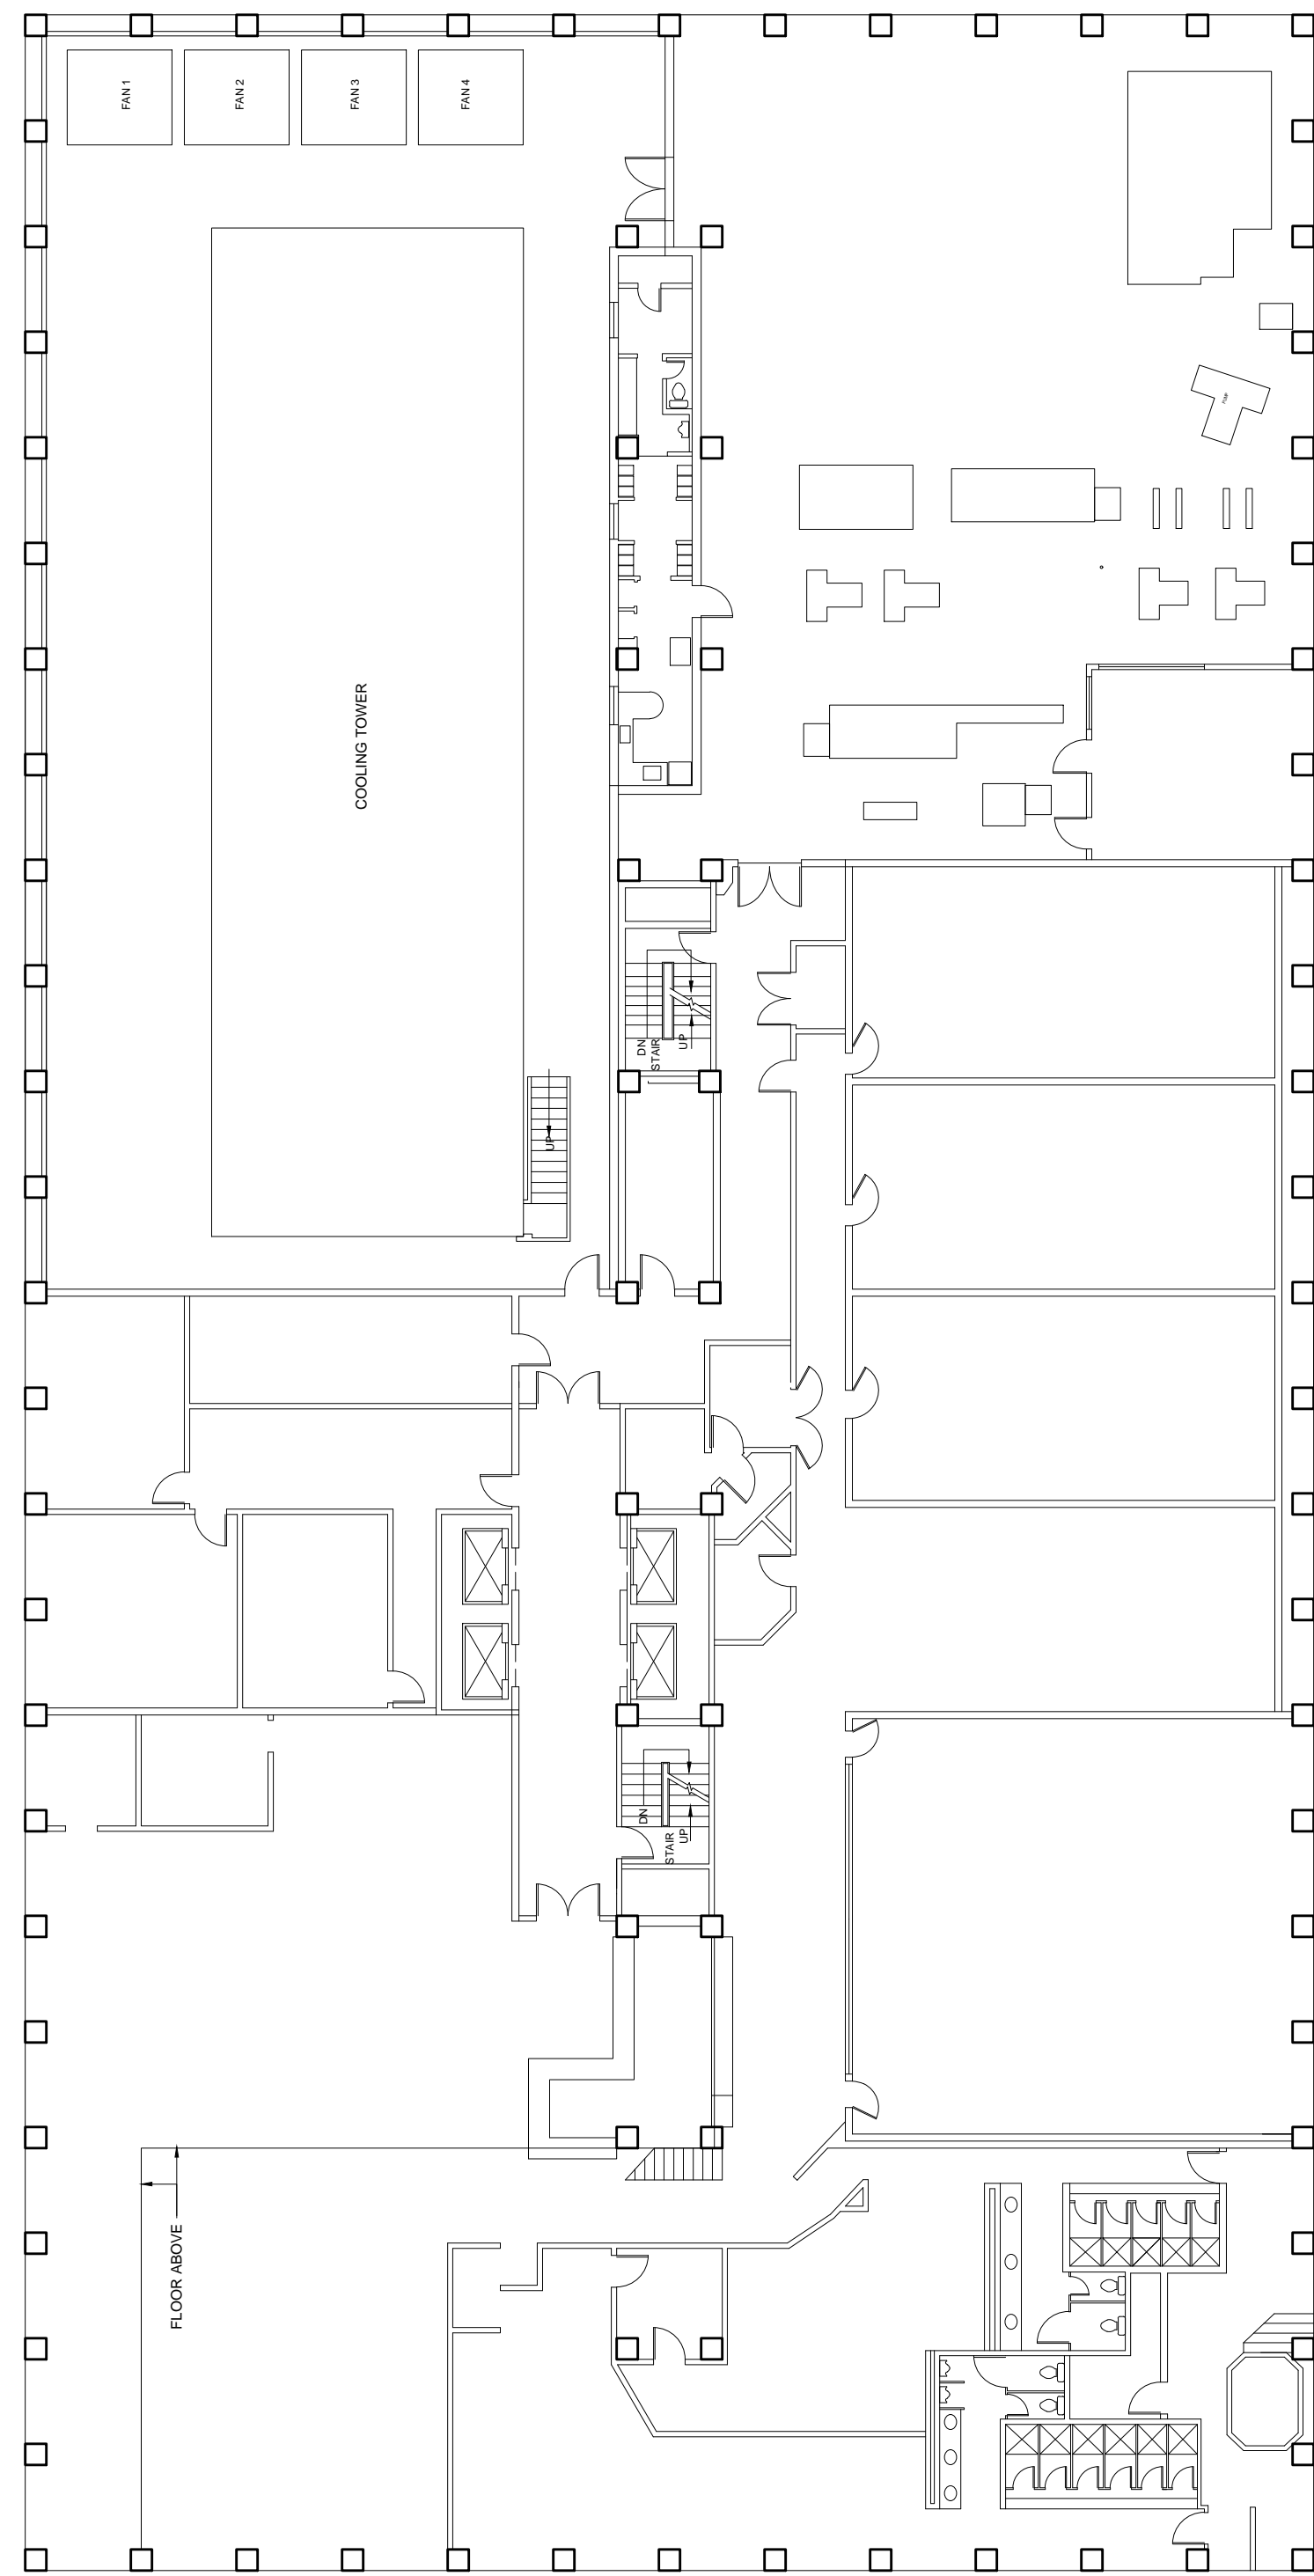 FAN 1
FAN 2
FAN 3
FAN 4
PUMP
COOLING TOWER
DN
STAIR
UP
UP
DN
STAIR
UP
FLOOR ABOVE